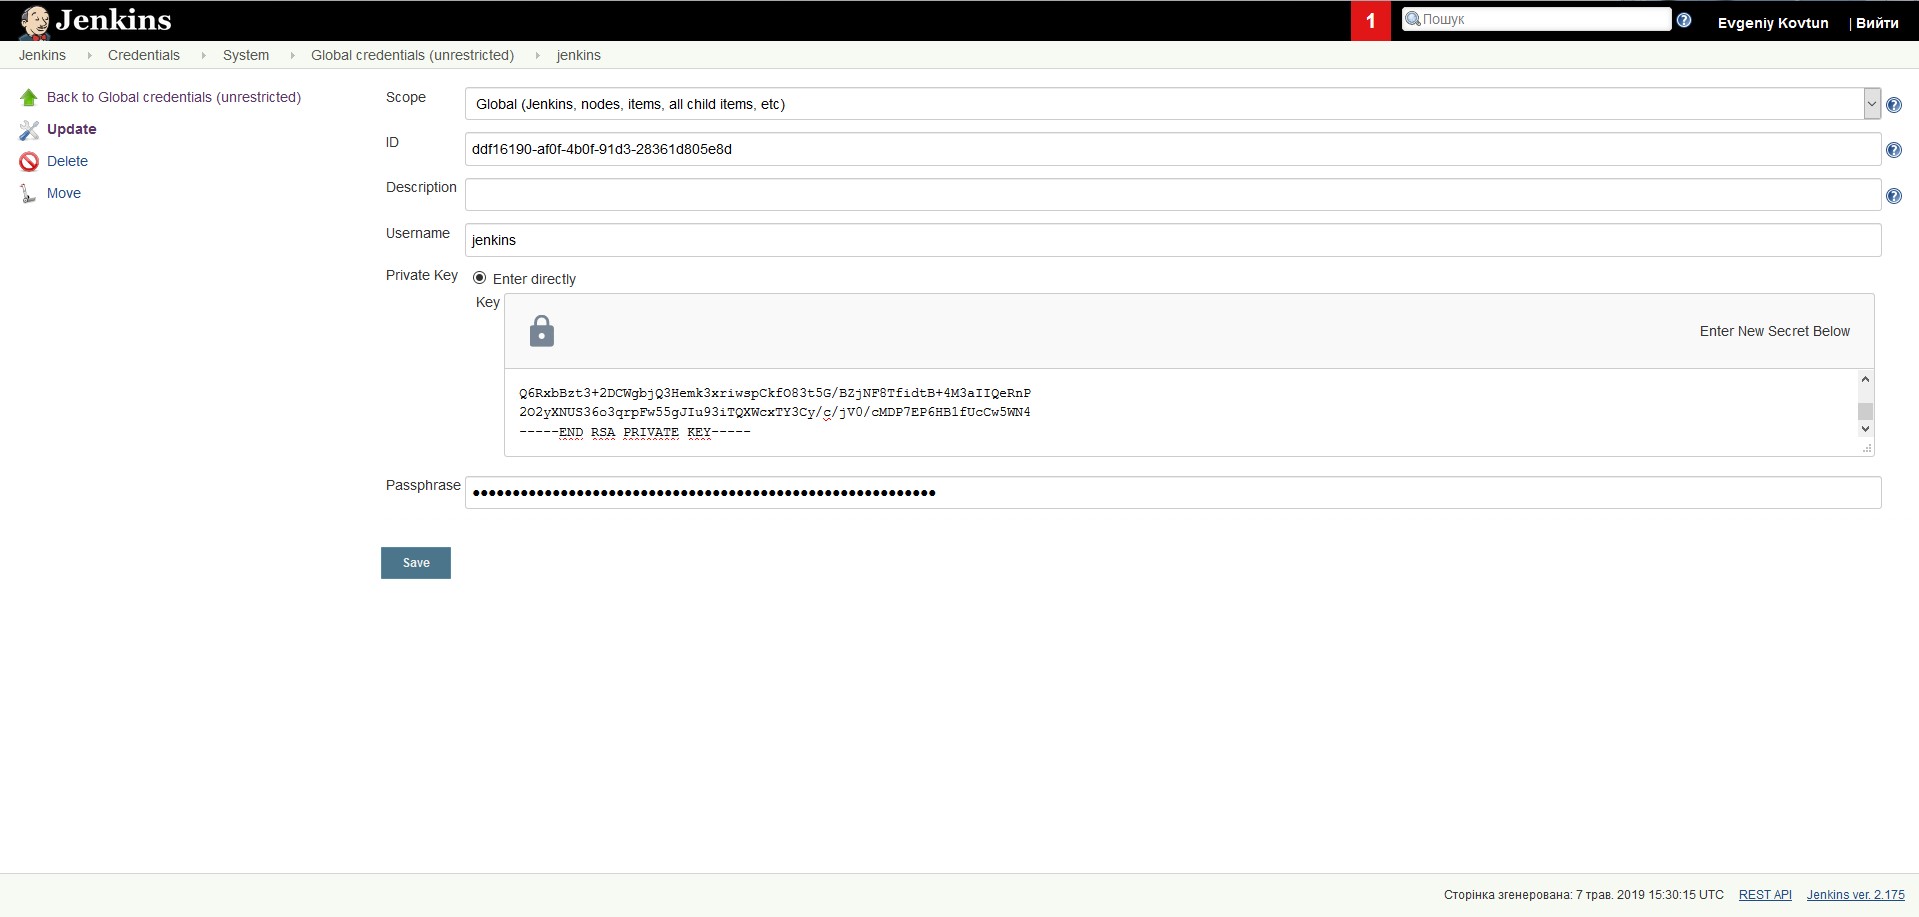 Jenkins
1
Пошук
Evgeniy Kovtun
| Выйти
Jenkins
Credentials
System
Global credentials (unrestricted)
jenkins
Back to Global credentials (unrestricted)
Update
Delete
Move
Scope
Global (Jenkins, nodes, items, all child items, etc)
ID
ddf16190-af0f-4b0f-91d3-28361d805e8d
Description
Username
jenkins
Private Key
Enter directly
Key
Enter New Secret Below
Q6RxbBzt3+2DCWgbjQ3Hemk3xriwspCkfO83t5G/BZjNF8TfidtB+4M3aIIQeRnP
2O2yXNUS36o3qrpFw55gJIu93iTQXWcxTY3Cy/c/jV0/cMDP7EP6HBlfUcCw5WN4
-----END RSA PRIVATE KEY-----
Passphrase
Save
Сторінка згенерована: 7 трав. 2019 15:30:15 UTC
REST API
Jenkins ver. 2.175